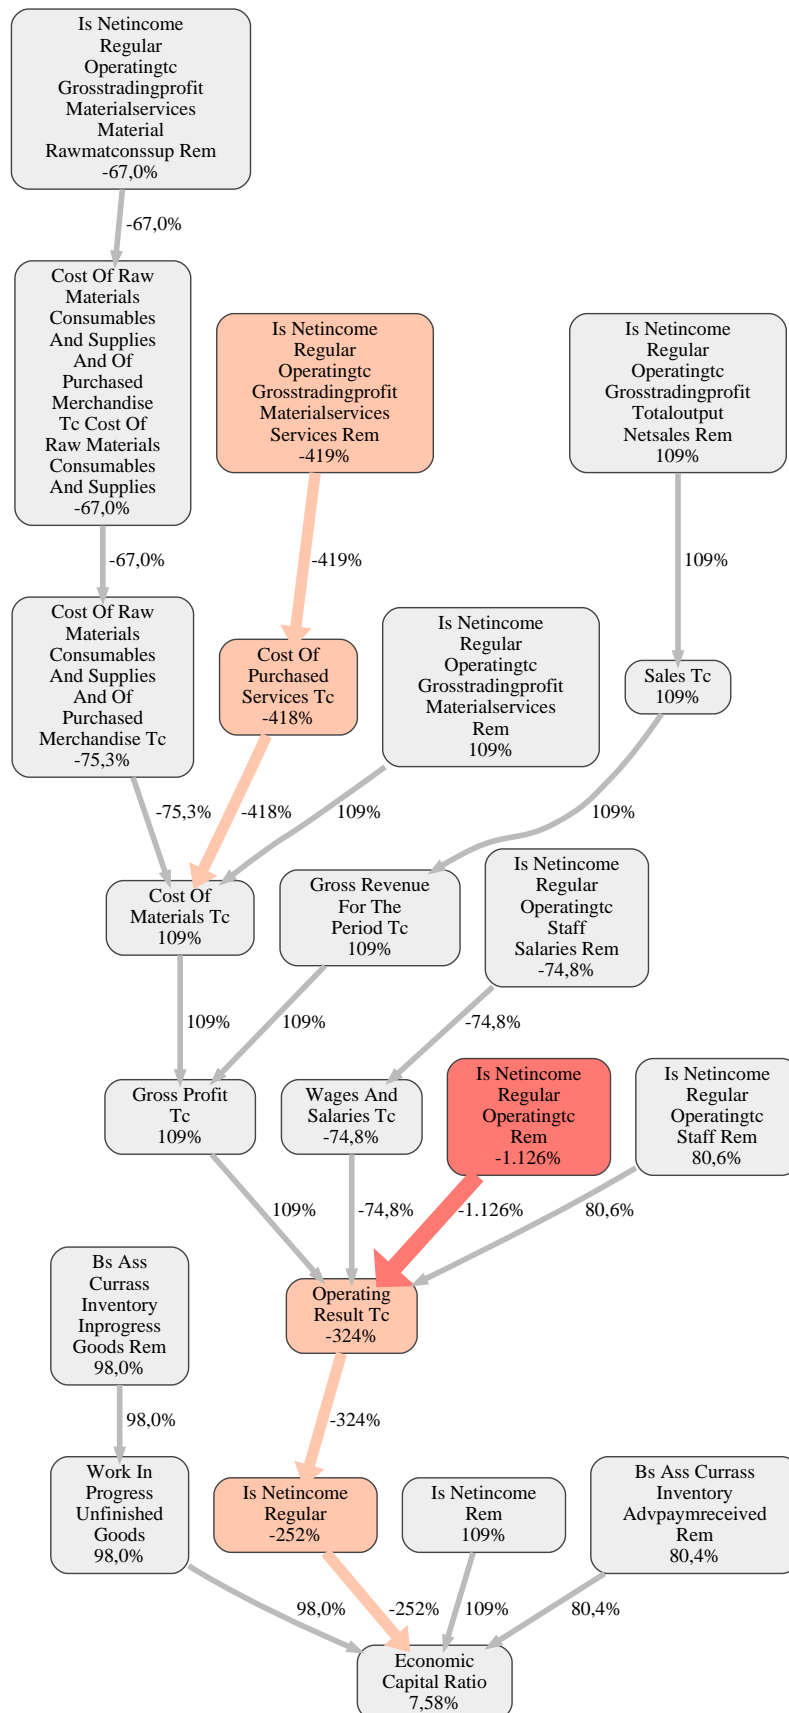 Is Netincome
Regular
Operatingtc
Grosstradingprofit
Materialservices
Material
Rawmatconssup Rem
-67,0%
-67,0%
Cost Of Raw
Materials
Consumables
And Supplies
And Of
Purchased
Merchandise
Tc Cost Of
Raw Materials
Consumables
And Supplies
-67,0%
Is Netincome
Regular
Operatingtc
Grosstradingprofit
Materialservices
Services Rem
-419%
Is Netincome
Regular
Operatingtc
Grosstradingprofit
Totaloutput
Netsales Rem
109%
-67,0%
-419%
109%
Cost Of Raw
Materials
Consumables
And Supplies
And Of
Purchased
Merchandise Tc
-75,3%
Cost Of
Purchased
Services Tc
-418%
Is Netincome
Regular
Operatingtc
Grosstradingprofit
Materialservices
Rem
109%
Sales Tc
109%
-75,3%
-418%
109%
109%
Cost Of
Materials Tc
109%
Gross Revenue
For The
Period Tc
109%
Is Netincome
Regular
Operatingtc
Staff
Salaries Rem
-74,8%
109%
109%
-74,8%
Gross Profit
Tc
109%
Wages And
Salaries Tc
-74,8%
Is Netincome
Regular
Operatingtc
Rem
-1.126%
Is Netincome
Regular
Operatingtc
Staff Rem
80,6%
109%
-74,8%
-1.126%
80,6%
Bs Ass
Currass
Inventory
Inprogress
Goods Rem
98,0%
Operating
Result Tc
-324%
98,0%
-324%
Work In
Progress
Unfinished
Goods
98,0%
Is Netincome
Regular
-252%
Is Netincome
Rem
109%
Bs Ass Currass
Inventory
Advpaymreceived
Rem
80,4%
98,0%
-252%
109%
80,4%
Economic
Capital Ratio
7,58%